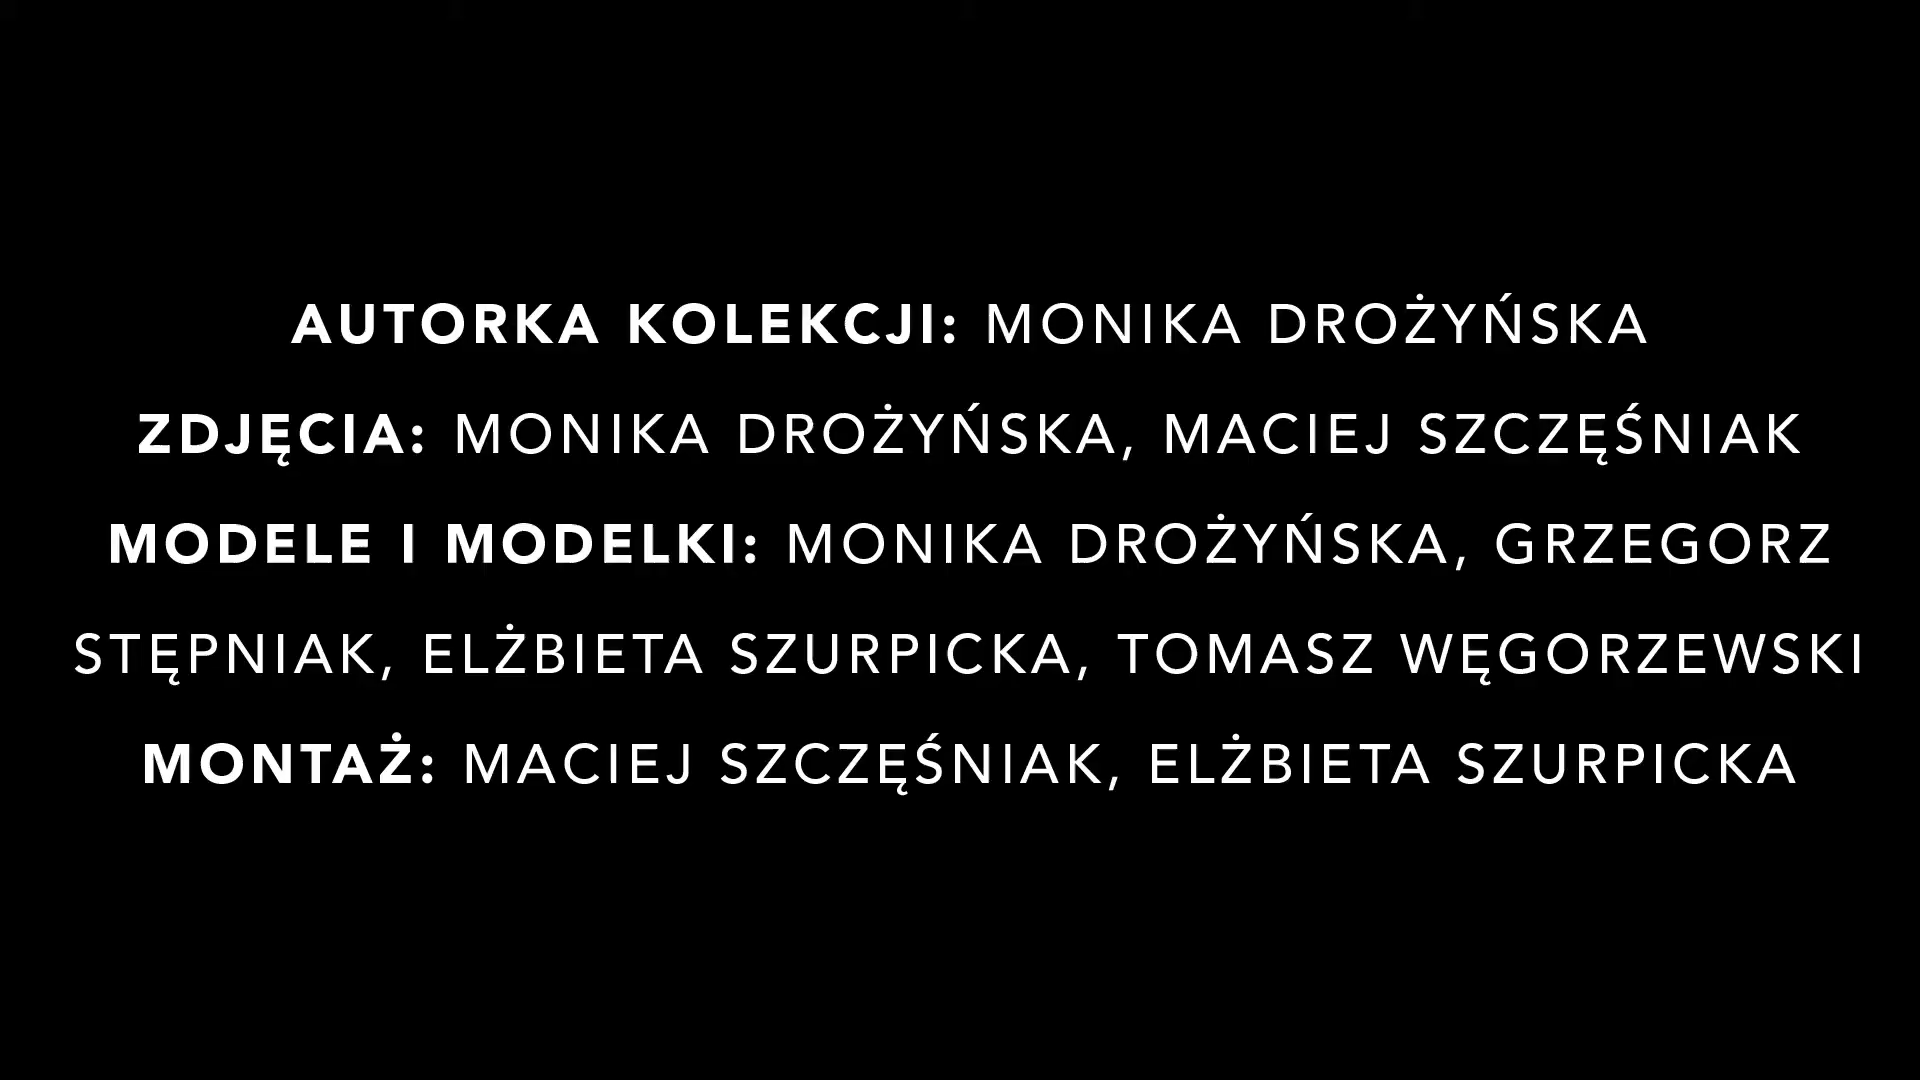 AUTORKA KOLEKCJI: MONIKA DROŻYŃSKA
ZDJĘCIA: MONIKA DROŻYŃSKA, MACIEJ SZCZĘŚNIAK
MODELE I MODELKI: MONIKA DROŻYŃSKA, GRZEGORZ
STĘPNIAK, ELŻBIETA SZURPICKA, TOMASZ WĘGORZEWSKI
MONTAŻ: MACIEJ SZCZĘŚNIAK, ELŻBIETA SZURPICKA